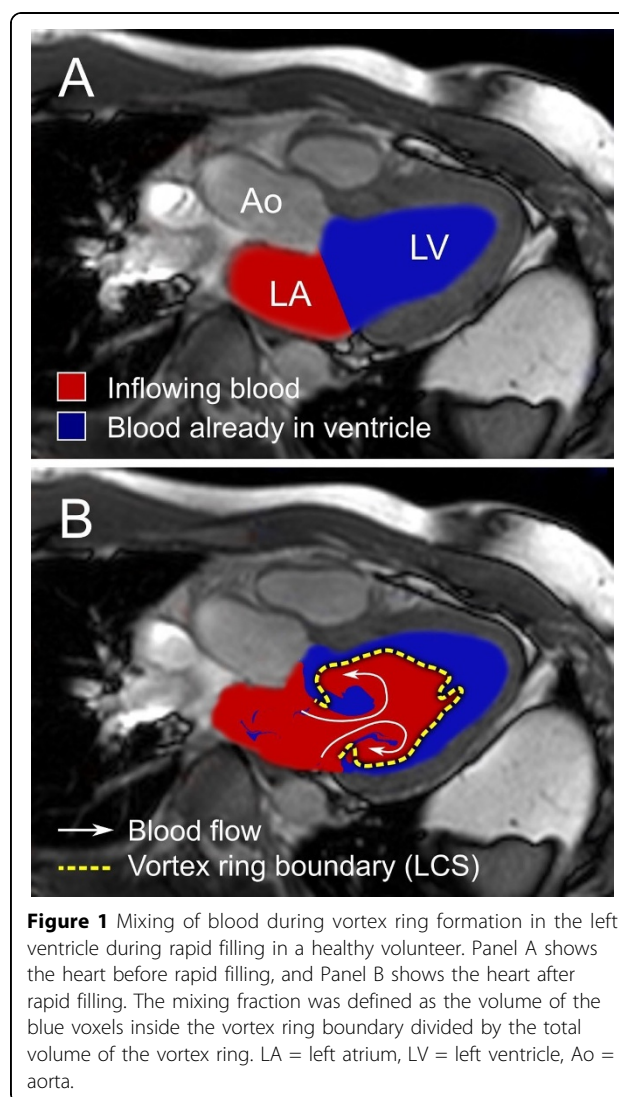 A
Ao
LV
LA
Inflowing blood
Blood already in ventricle
B
Blood flow
Vortex ring boundary (LCS)
Figure 1 Mixing of blood during vortex ring formation in the left
ventricle during rapid filling in a healthy volunteer. Panel A shows
the heart before rapid filling, and Panel B shows the heart after
rapid filling. The mixing fraction was defined as the volume of the
blue voxels inside the vortex ring boundary divided by the total
volume of the vortex ring. LA = left atrium, LV = left ventricle, Ao =
aorta.